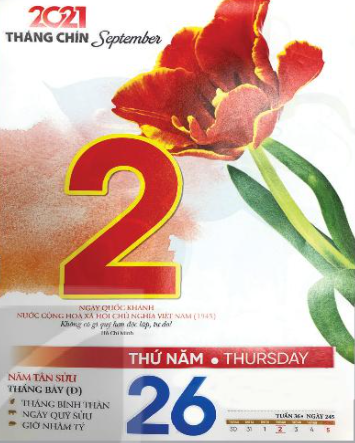 2021
THÁNG CHÍN September
2
NGÀY QUỐC KHÁNH
NƯỚC CỘNG HOÀ XÃ HỘI CHỦ NGHĨA VIỆT NAM (1945)
Không có gì quý hơn độc lập, tự do!
Hồ Chí Minh
THỨ NĂM • THURSDAY
NĂM TÂN SỬU
THÁNG BẢY (Đ)
THÁNG BÍNH THÂN
NGÀY QUÝ SỬU
GIỜ NHÂM TÝ
26
TUẦN 36 • NGÀY 245
30 31 1 2 3 4 5